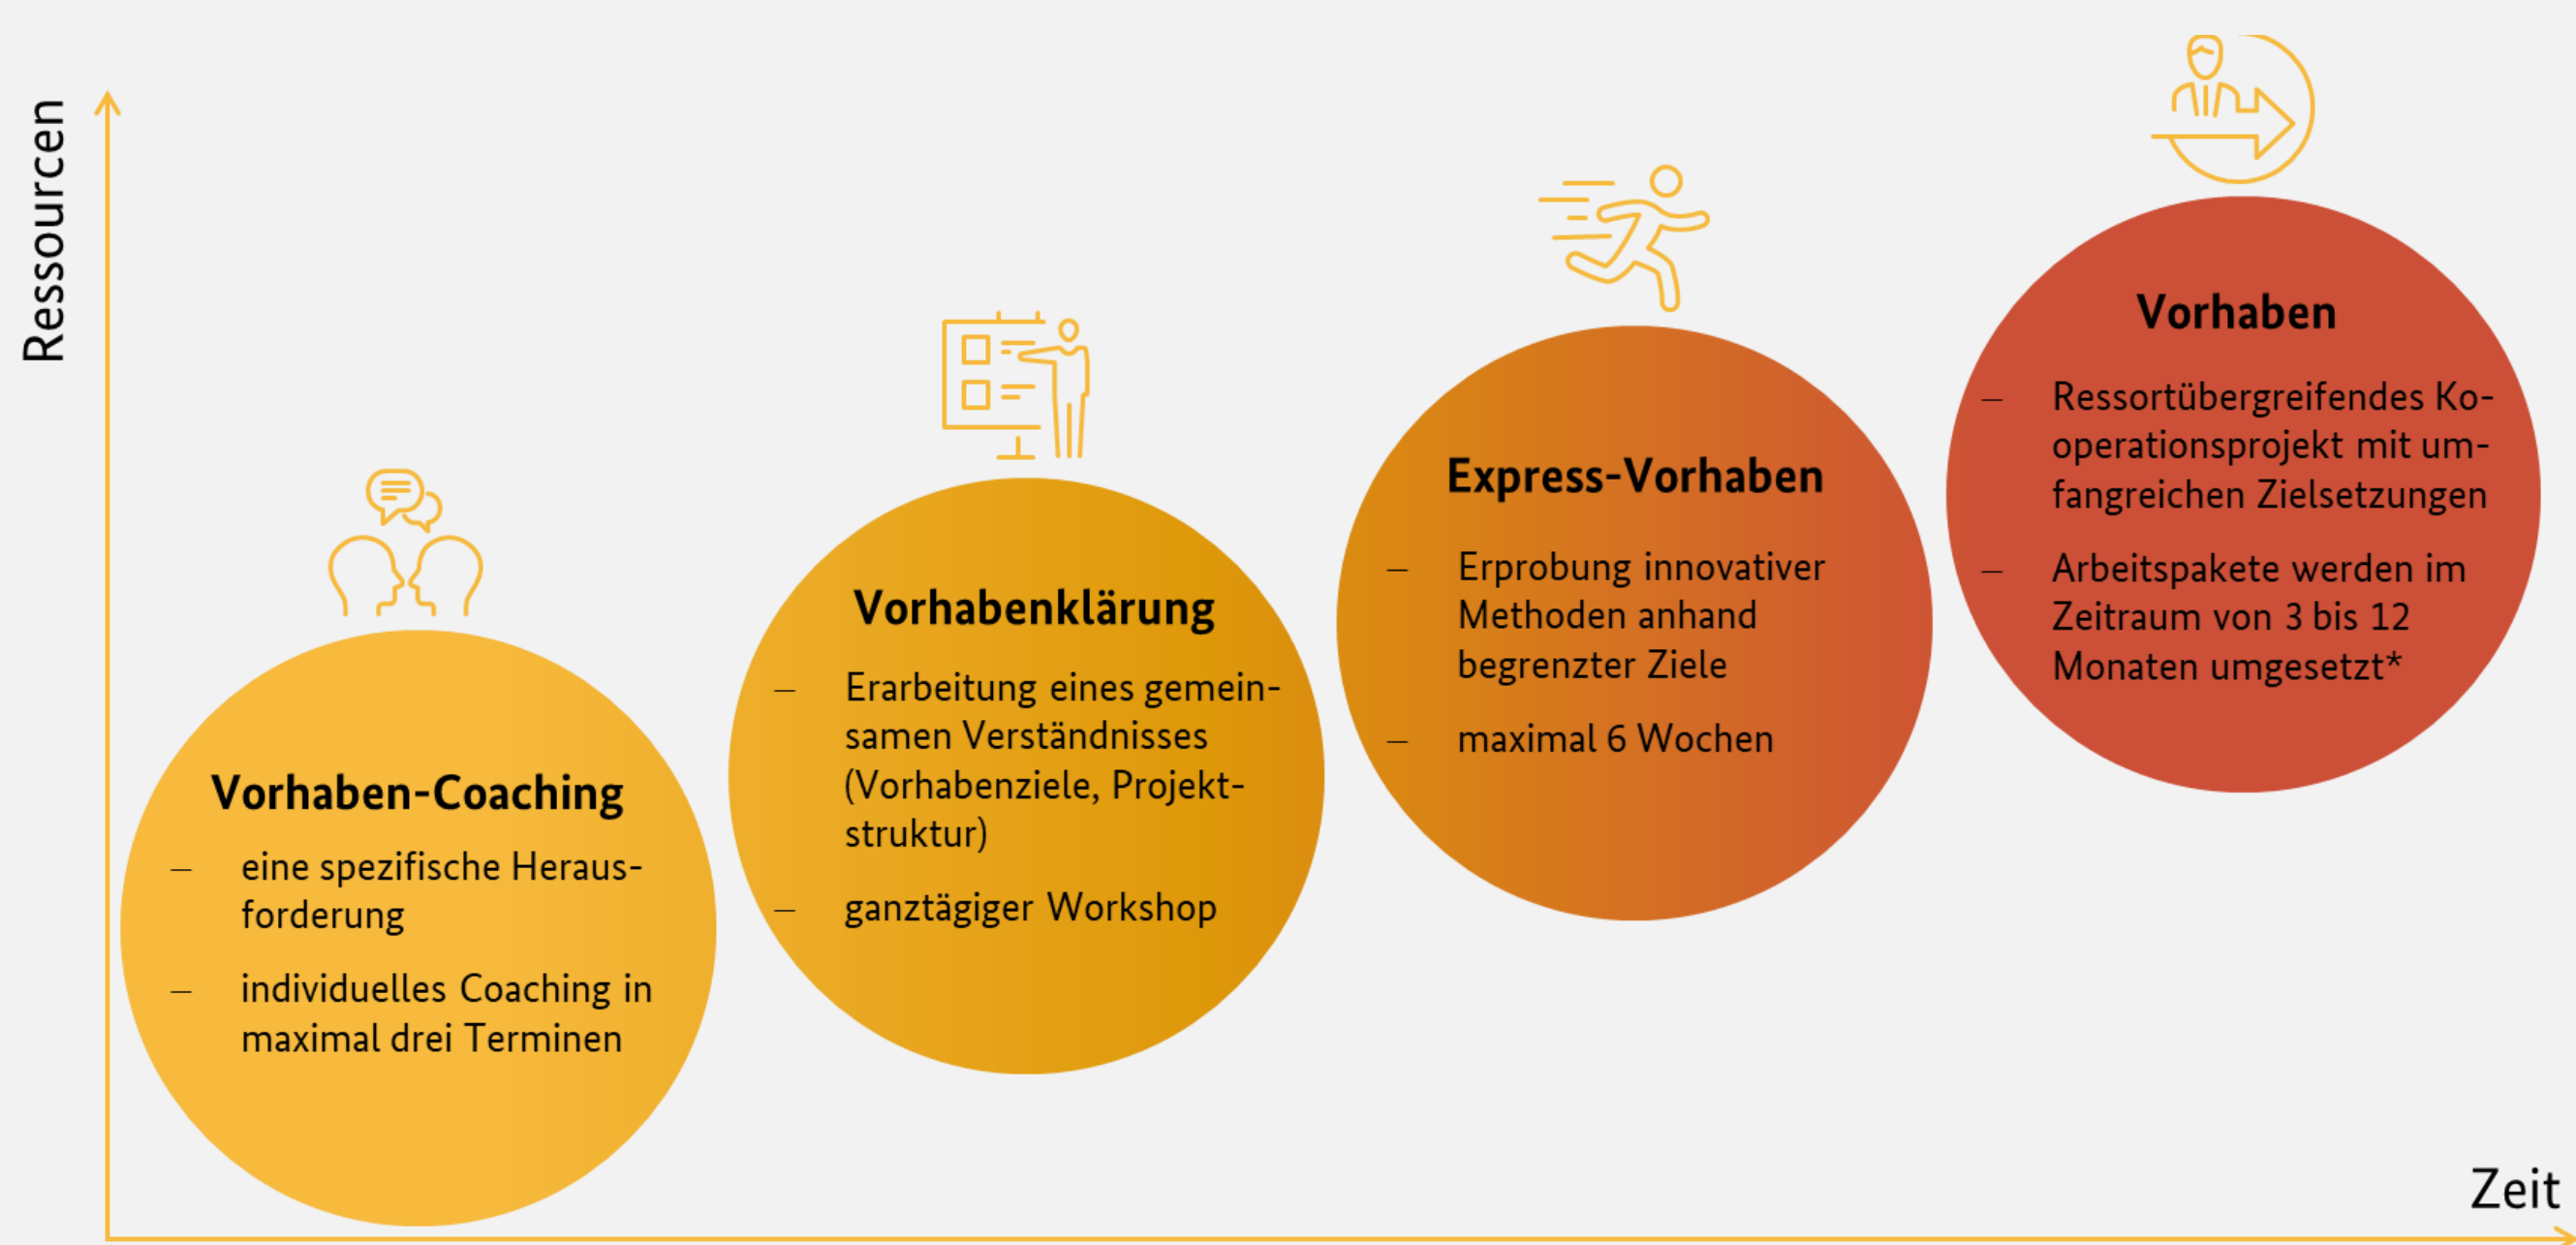 Ressourcen
Vorhaben-Coaching
– eine spezifische Heraus-
forderung
– individuelles Coaching in
maximal drei Terminen
Vorhabenklärung
– Erarbeitung eines gemein-
samen Verständnisses
(Vorhabenziele, Projekt-
struktur)
– ganztägiger Workshop
Express-Vorhaben
– Erprobung innovativer
Methoden anhand
begrenzter Ziele
– maximal 6 Wochen
Vorhaben
– Ressortübergreifendes Ko-
operationsprojekt mit um-
fangreichen Zielsetzungen
– Arbeitspakete werden im
Zeitraum von 3 bis 12
Monaten umgesetzt*
Zeit